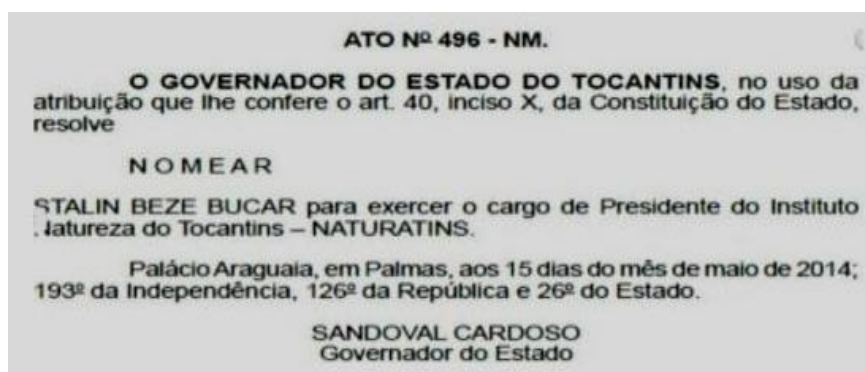 ATO Nº 496 - NM.
O GOVERNADOR DO ESTADO DO TOCANTINS, no uso da
atribuição que lhe confere o art. 40, inciso X, da Constituição do Estado,
resolve
N O M E A R
STALIN BEZE BUCAR para exercer o cargo de Presidente do Instituto
Natureza do Tocantins – NATURATINS.
Palácio Araguaia, em Palmas, aos 15 dias do mês de maio de 2014;
193º da Independência, 126º da República e 26º do Estado.
SANDOVAL CARDOSO
Governador do Estado